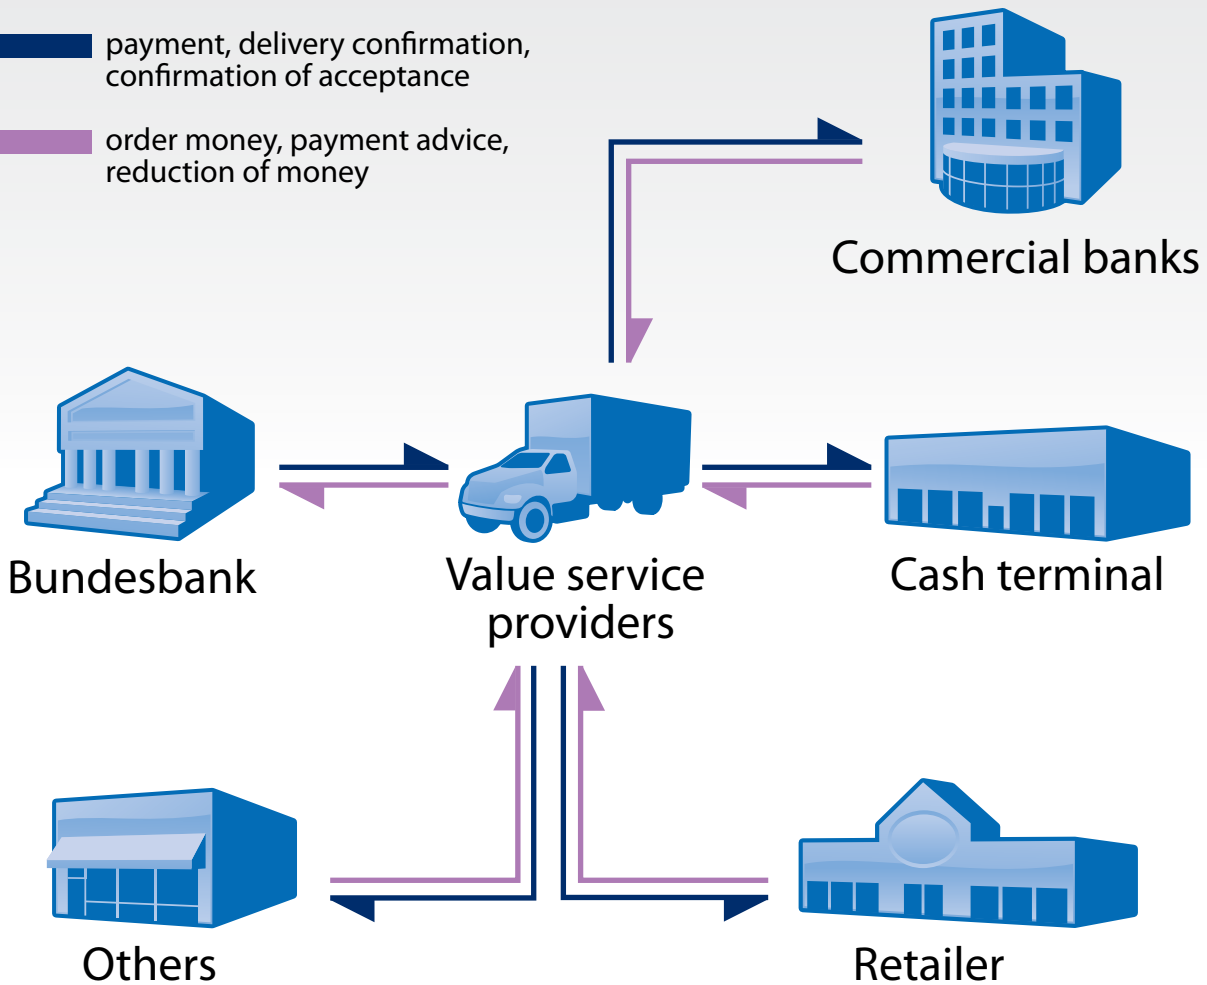 payment, delivery confirmation,
confirmation of acceptance
order money, payment advice,
reduction of money
Commercial banks
Bundesbank
Value service
providers
Cash terminal
Others
Retailer